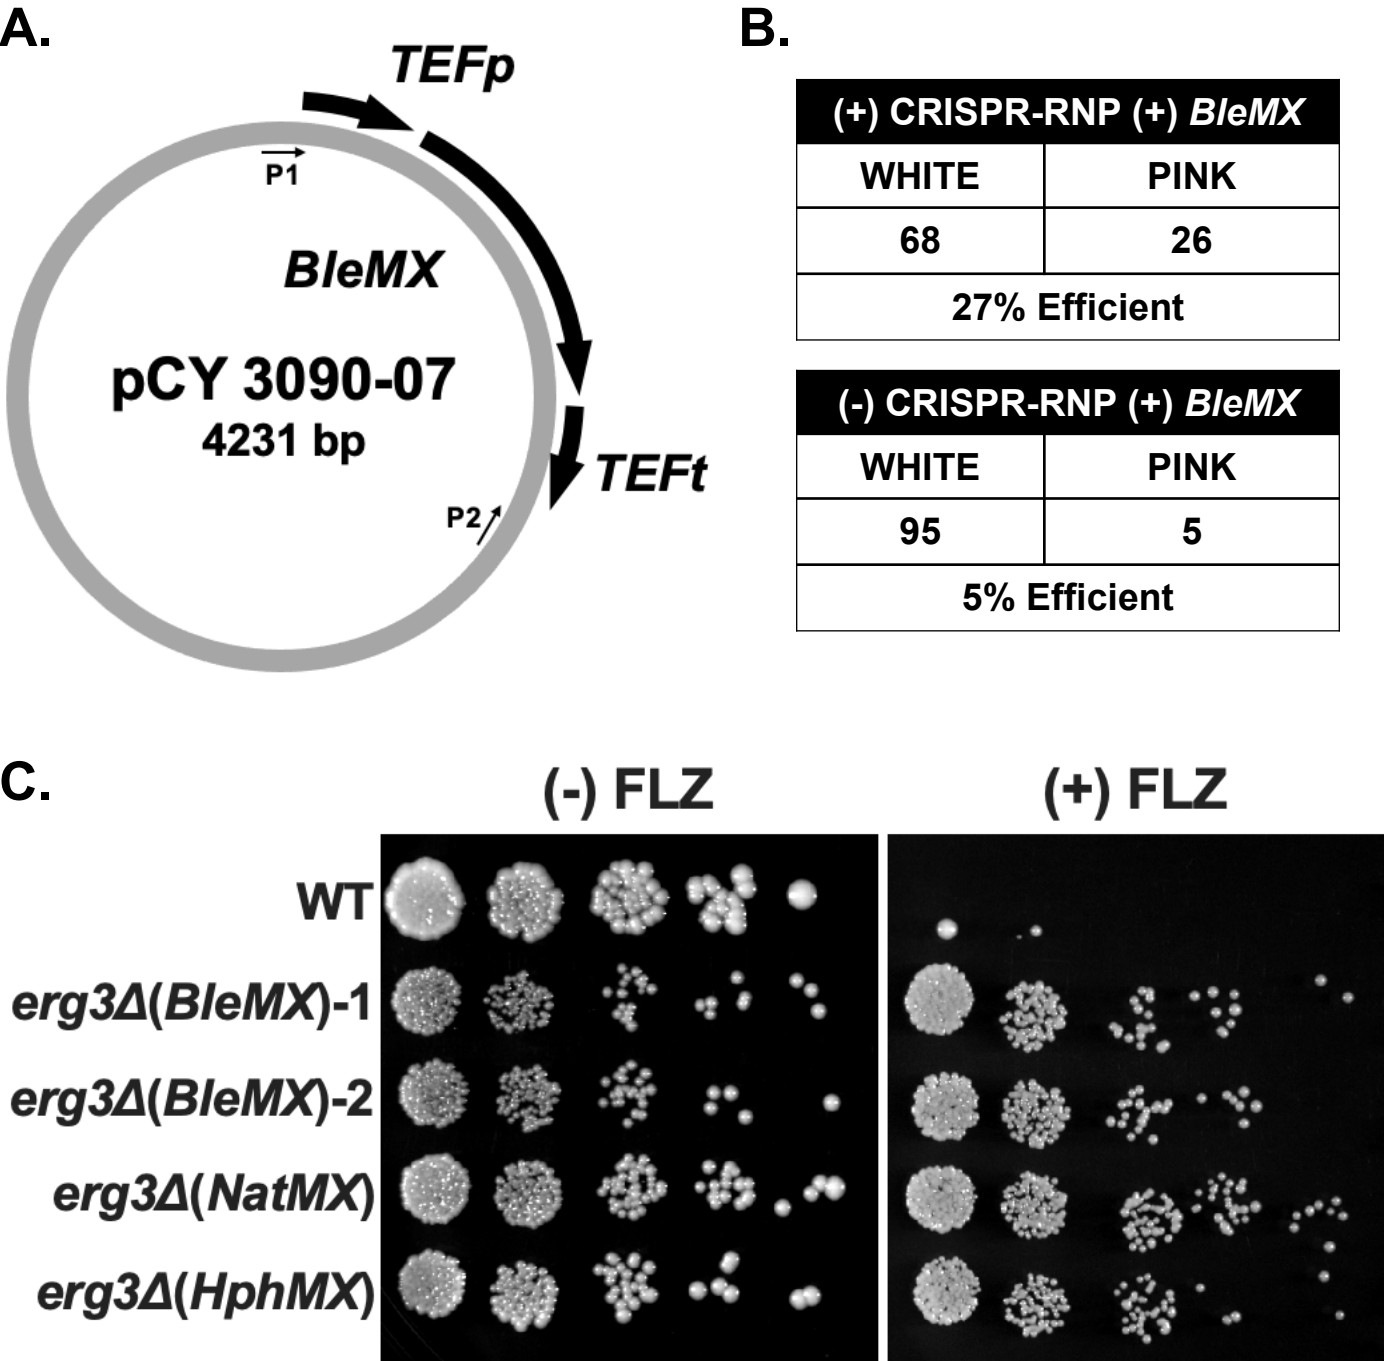 A.
TEFp
P1
BleMX
pCY 3090-07
4231 bp
TEFt
P2
B.
(+) CRISPR-RNP (+) BleMX
WHITE PINK
68 26
27% Efficient
(-) CRISPR-RNP (+) BleMX
WHITE PINK
95 5
5% Efficient
C.
(-) FLZ (+) FLZ
WT
erg3Δ(BleMX)-1
erg3Δ(BleMX)-2
erg3Δ(NatMX)
erg3Δ(HphMX)